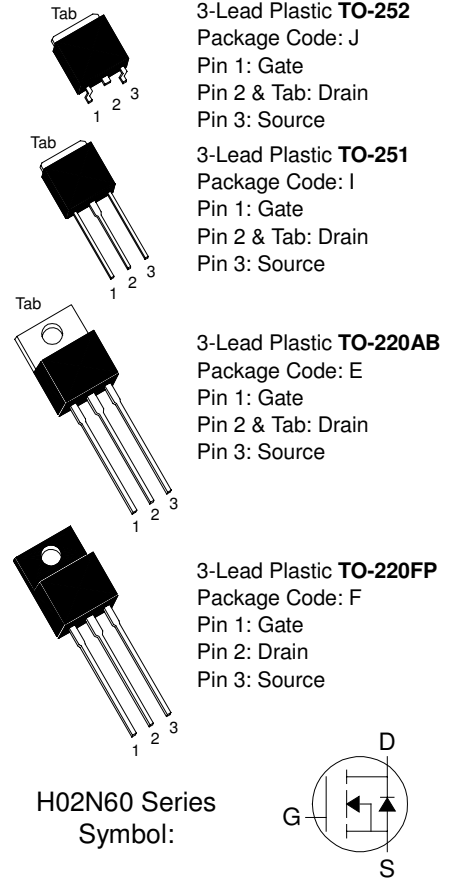 Tab
1 2 3
3-Lead Plastic TO-252
Package Code: J
Pin 1: Gate
Pin 2 & Tab: Drain
Pin 3: Source
Tab
1 2 3
3-Lead Plastic TO-251
Package Code: I
Pin 1: Gate
Pin 2 & Tab: Drain
Pin 3: Source
Tab
1 2 3
3-Lead Plastic TO-220AB
Package Code: E
Pin 1: Gate
Pin 2 & Tab: Drain
Pin 3: Source
1 2 3
3-Lead Plastic TO-220FP
Package Code: F
Pin 1: Gate
Pin 2: Drain
Pin 3: Source
H02N60 Series
Symbol:
D
G
S